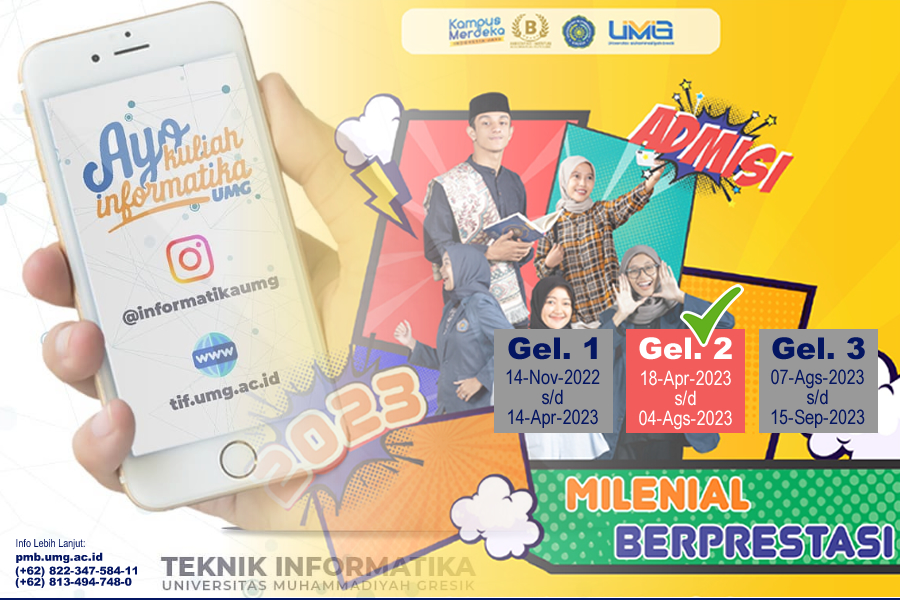 Kampus
Merdeka
INDONESIA JAYA
B
UMG
ADMISI
Ayo
kuliah
informatika
UMG
@informatikaumg
www
tif.umg.ac.id
2023
Gel. 1
14-Nov-2022
s/d
14-Apr-2023
Gel. 2
18-Apr-2023
s/d
04-Ags-2023
Gel. 3
07-Ags-2023
s/d
15-Sep-2023
MILENIAL
BERPRESTASI
Info Lebih Lanjut:
pmb.umg.ac.id
(+62) 822-347-584-11
(+62) 813-494-748-0
TEKNIK INFORMATIKA
UNIVERSITAS MUHAMMADIYAH GRESIK